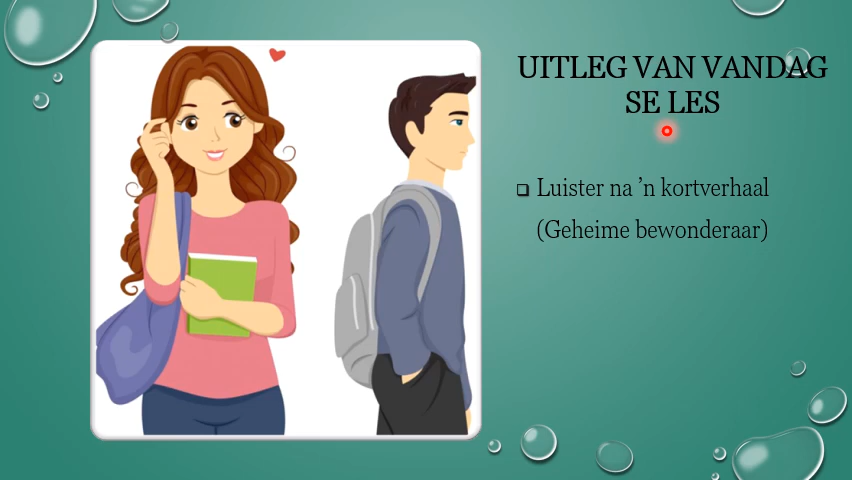 UITLEG VAN VANDAG
SE LES
Luister na ’n kortverhaal
(Geheime bewonderaar)